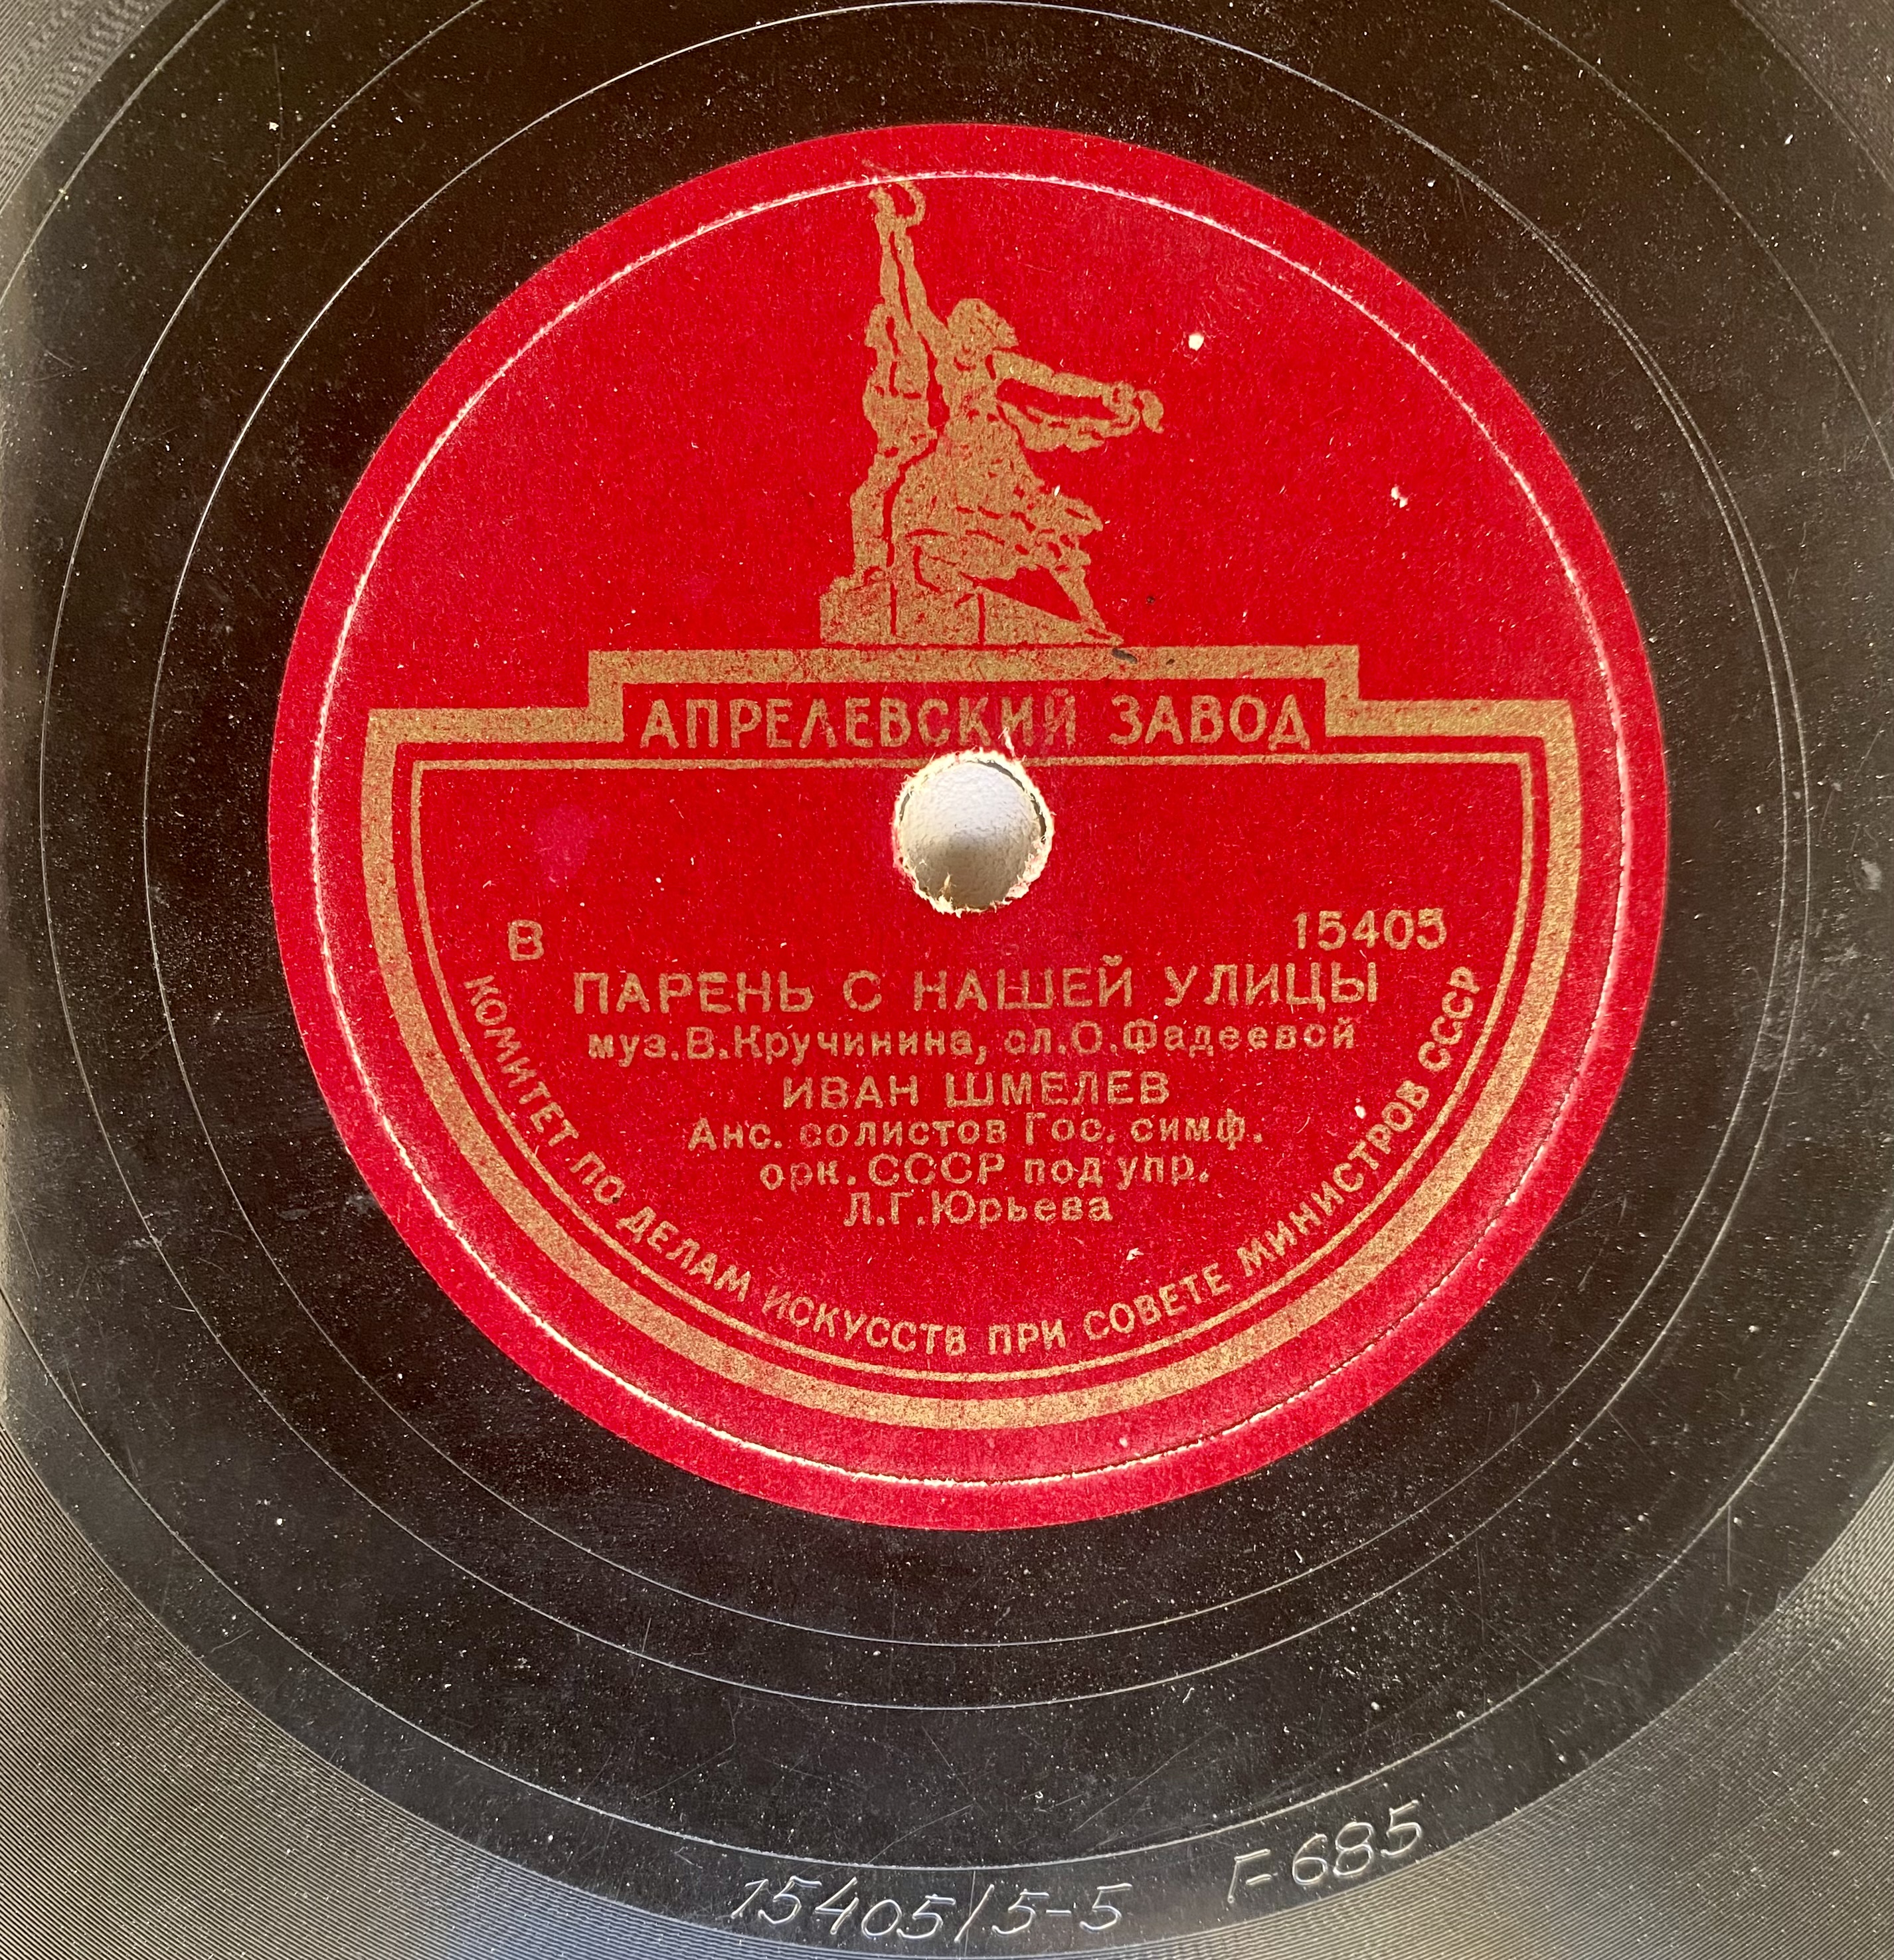 АПРЕЛЕВСКИЙ ЗАВОД
В 15405
ПАРЕНЬ С НАШЕЙ УЛИЦЫ
муз.В.Кручинина, сл.О.Фадеевой
ИВАН ШМЕЛЕВ
Анс. солистов Гос. симф.
орк. СССР под упр.
Л.Г.Юрьева
КОМИТЕТ ПО ДЕЛАМ ИСКУССТВ ПРИ СОВЕТЕ МИНИСТРОВ СССР
15405/5-5 F-685